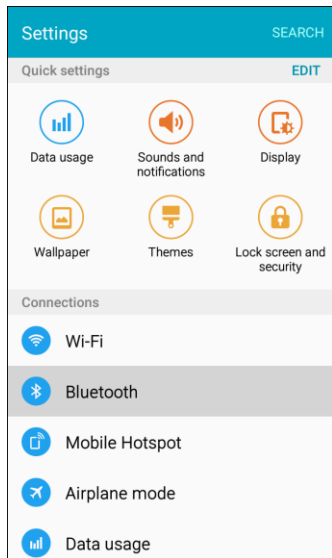 Settings SEARCH
Quick settings EDIT
Data usage
Sounds and
notifications
Display
Wallpaper
Themes
Lock screen and
security
Connections
Wi-Fi
Bluetooth
Mobile Hotspot
Airplane mode
Data usage